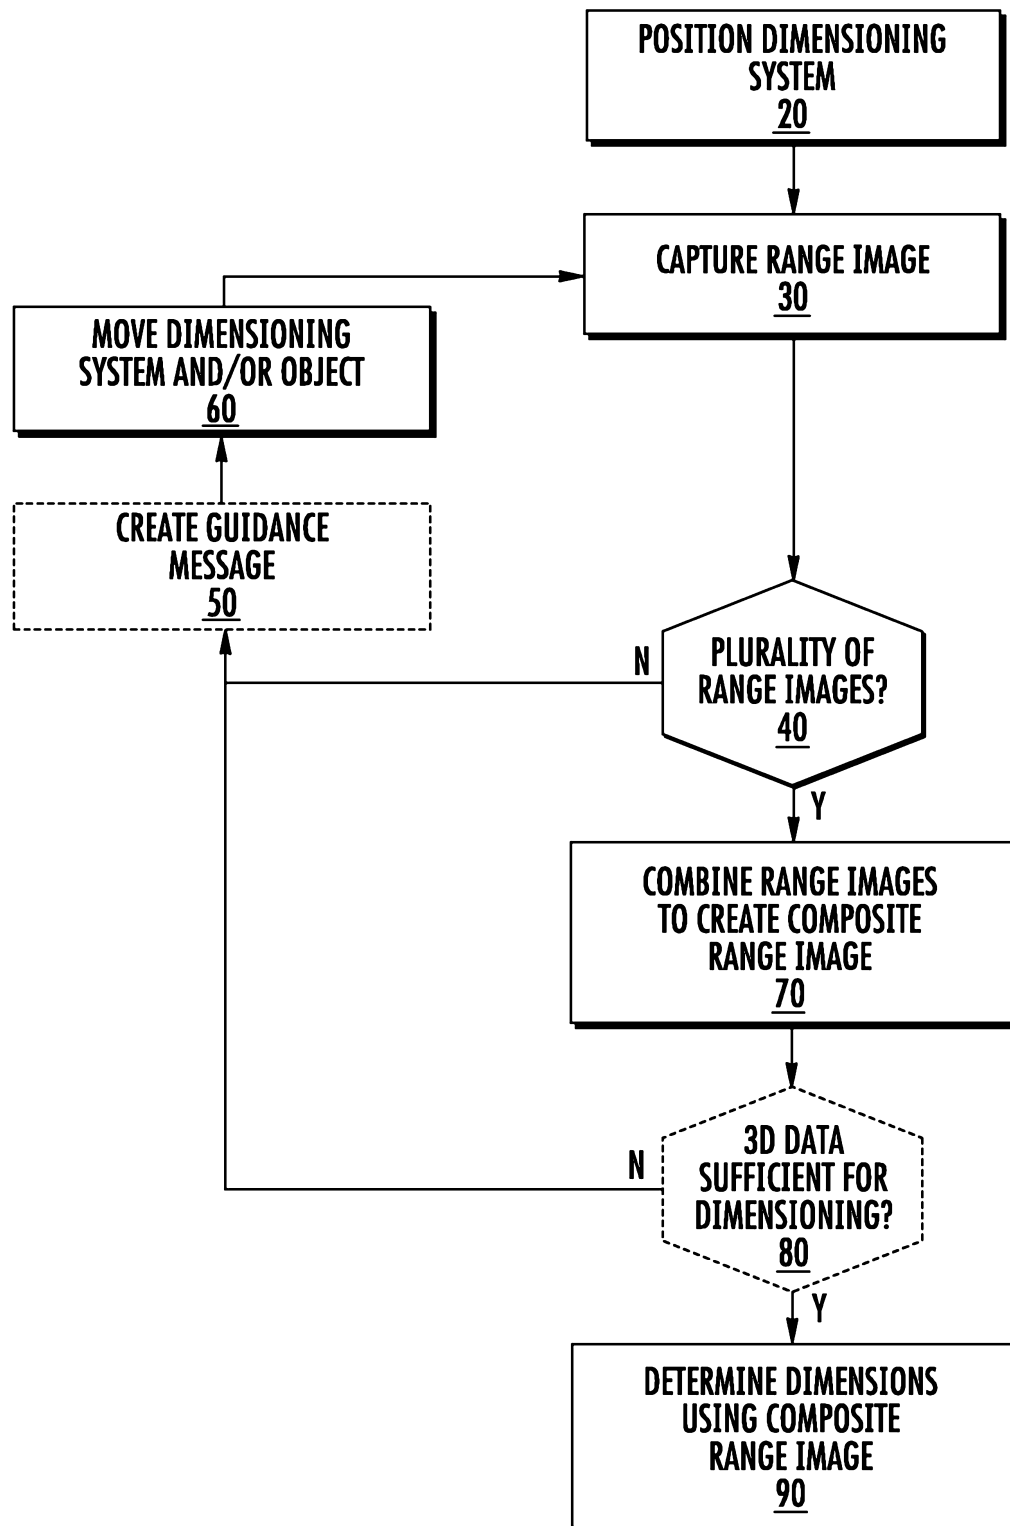 POSITION DIMENSIONING
SYSTEM
20
CAPTURE RANGE IMAGE
30
MOVE DIMENSIONING
SYSTEM AND/OR OBJECT
60
CREATE GUIDANCE
MESSAGE
50
N
PLURALITY OF
RANGE IMAGES?
40
Y
COMBINE RANGE IMAGES
TO CREATE COMPOSITE
RANGE IMAGE
70
N
3D DATA
SUFFICIENT FOR
DIMENSIONING?
80
Y
DETERMINE DIMENSIONS
USING COMPOSITE
RANGE IMAGE
90